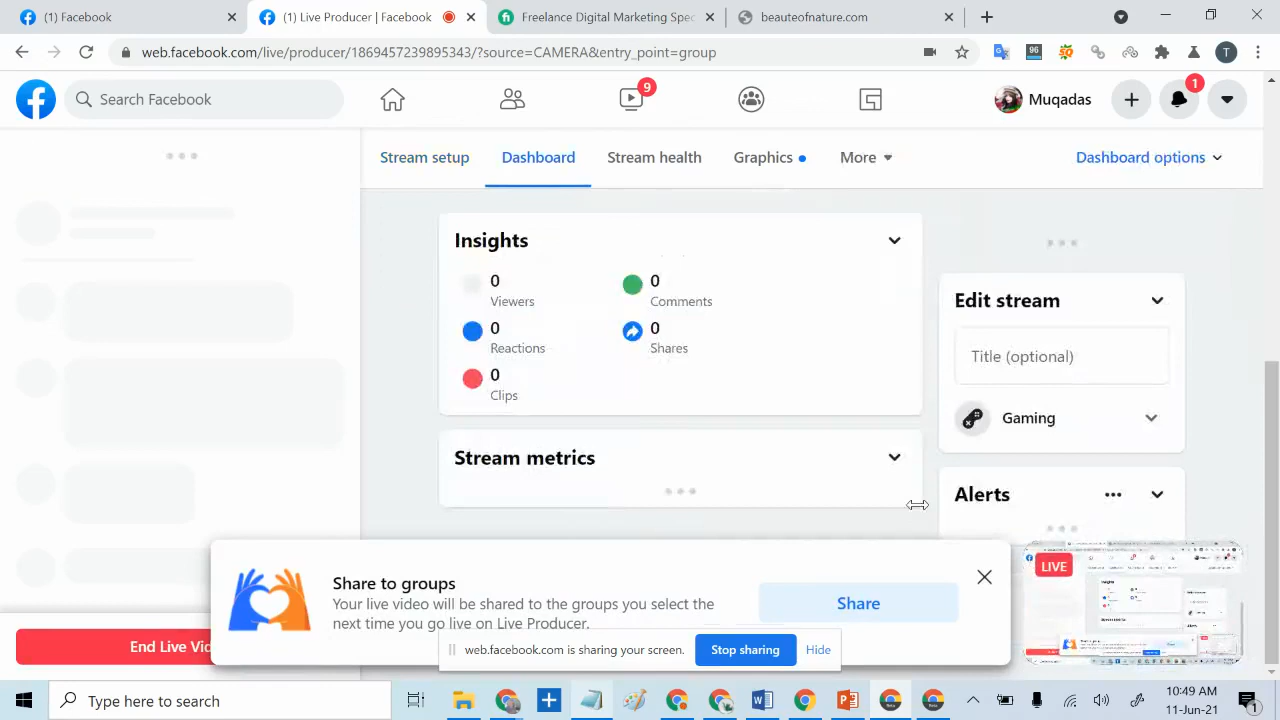 (1) Facebook
(1) Live Producer | Facebook
Freelance Digital Marketing Spec
beauteofnature.com
web.facebook.com/live/producer/1869457239895343/?source=CAMERA&entry_point=group
96
T
Search Facebook
9
Muqadas
1
Stream setup
Dashboard
Stream health
Graphics
More
Dashboard options
Insights
0
Viewers
0
Comments
0
Reactions
0
Shares
0
Clips
Edit stream
Title (optional)
Gaming
Stream metrics
Alerts
Share to groups
Your live video will be shared to the groups you select the
next time you go live on Live Producer.
Share
LIVE
End Live Vid
web.facebook.com is sharing your screen.
Stop sharing
Hide
Type here to search
10:49 AM
11-Jun-21
1